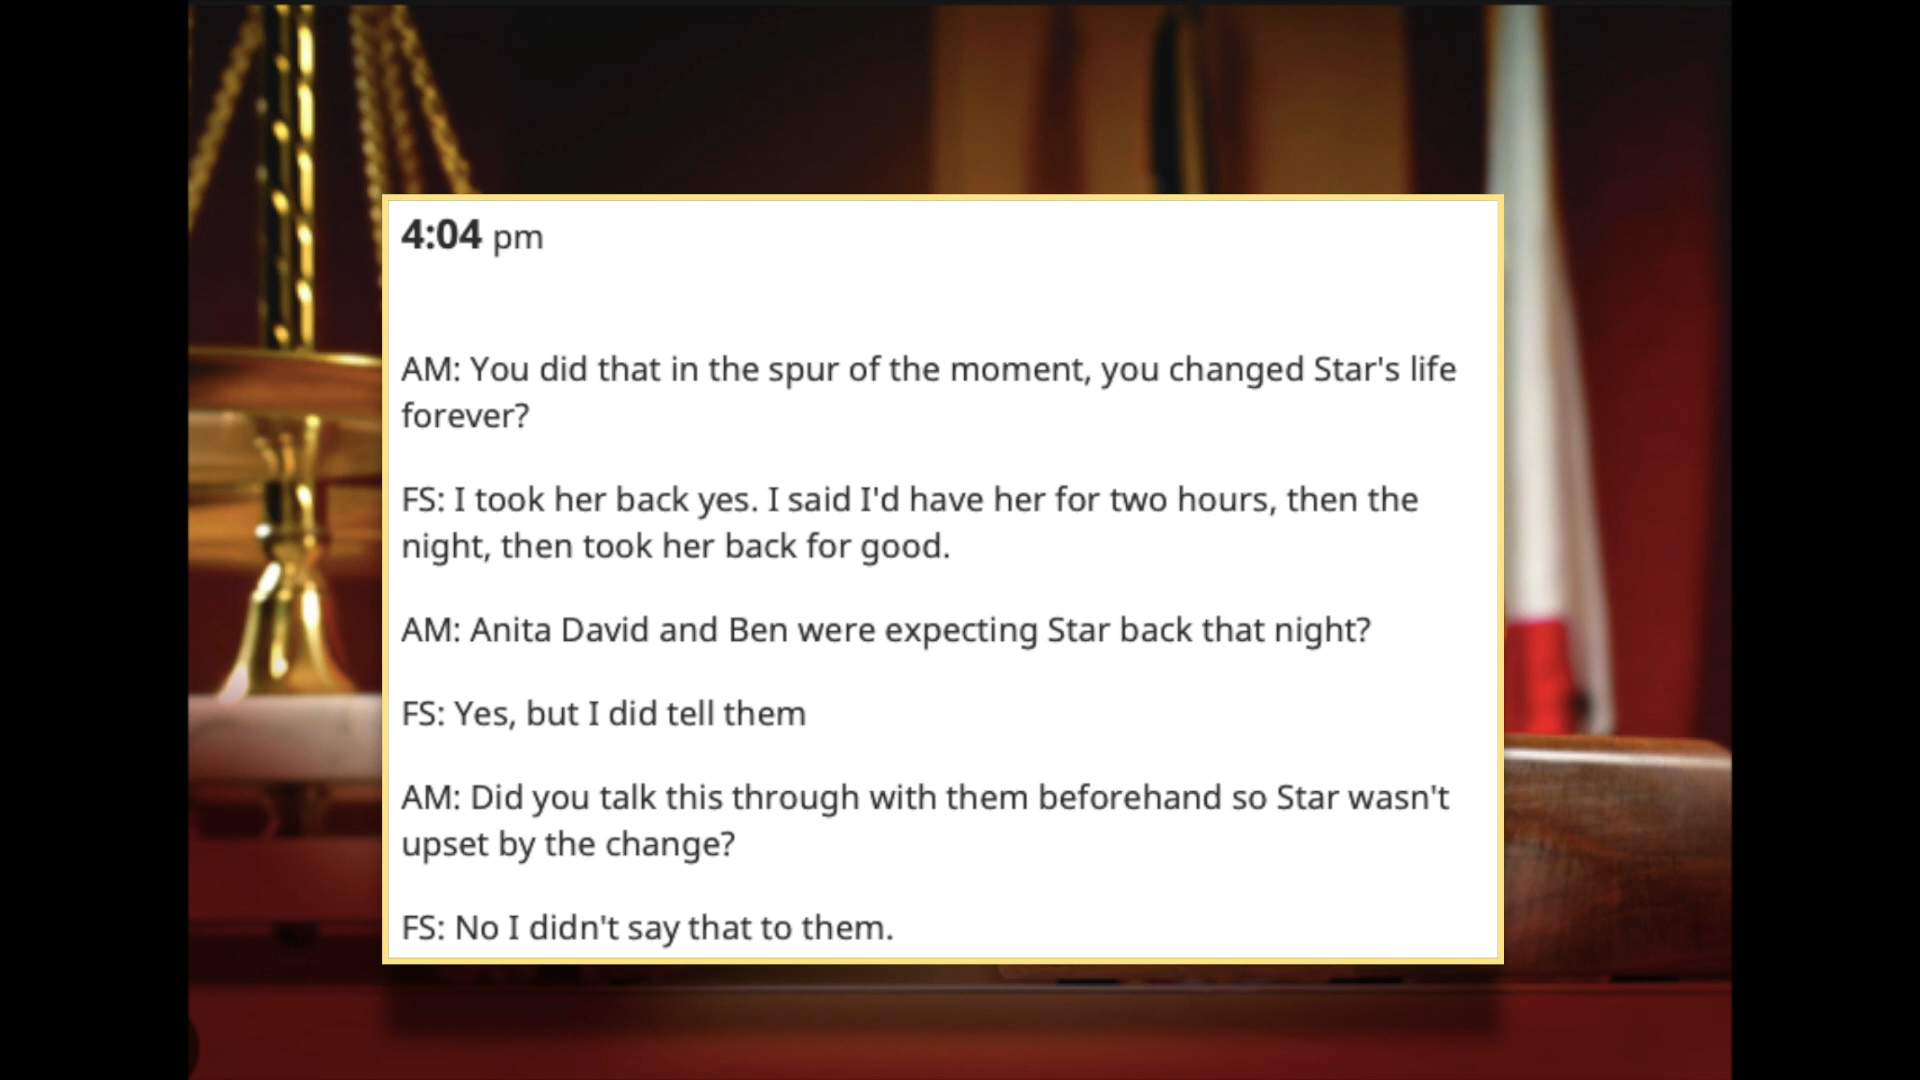 4:04 pm
AM: You did that in the spur of the moment, you changed Star's life
forever?
FS: I took her back yes. I said I'd have her for two hours, then the
night, then took her back for good.
AM: Anita David and Ben were expecting Star back that night?
FS: Yes, but I did tell them
AM: Did you talk this through with them beforehand so Star wasn't
upset by the change?
FS: No I didn't say that to them.